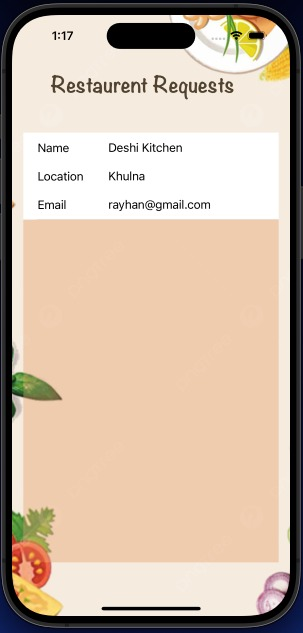 1:17
Restaurent Requests
Name Deshi Kitchen
Location Khulna
Email rayhan@gmail.com